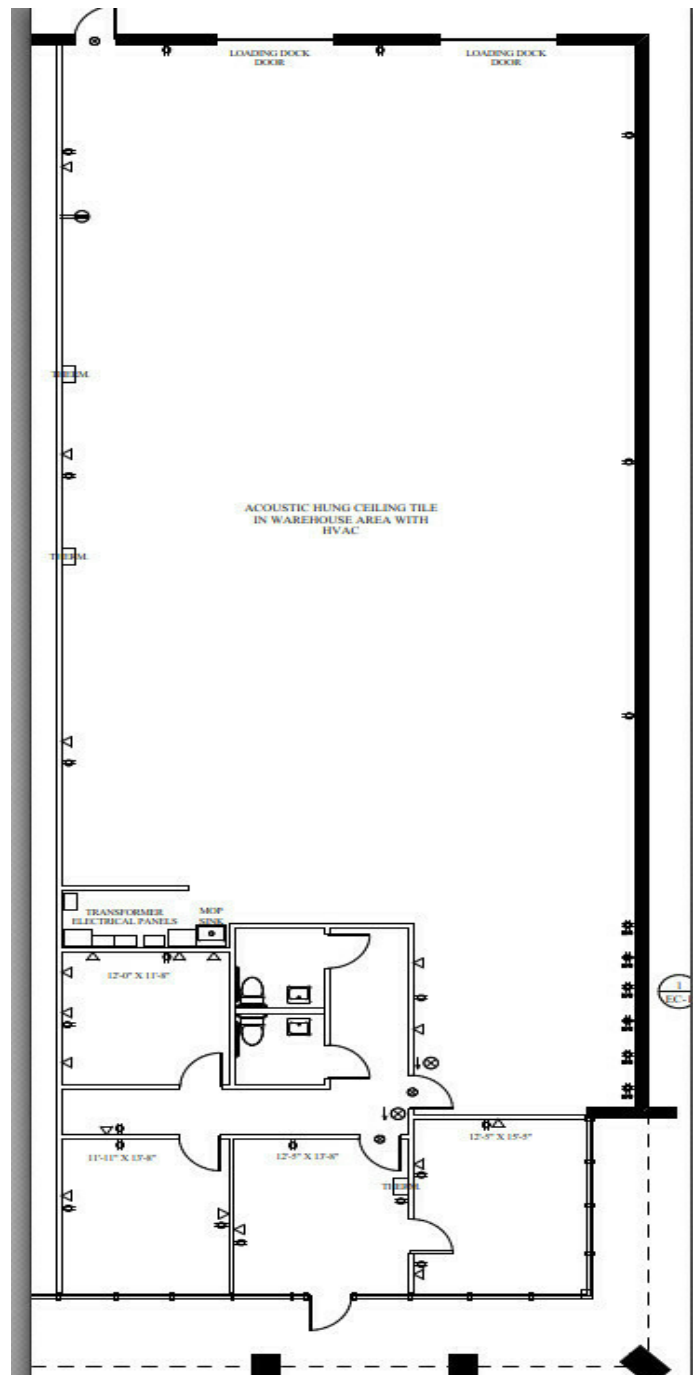 LOADING DOCK
DOOR
LOADING DOCK
DOOR
THERM.
ACOUSTIC HUNG CEILING TILE
IN WAREHOUSE AREA WITH
HVAC
THERM.
TRANSFORMER
ELECTRICAL PANELS
MOP
SINK
12'-0" X 11'-8"
1
EC-1
11'-11" X 13'-8"
12'-5" X 13'-8"
12'-5" X 15'-5"
THERM.